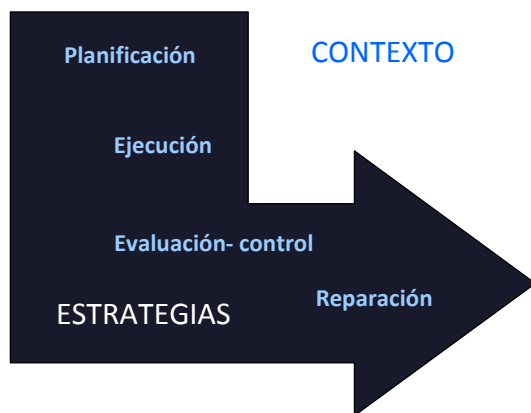 Planificación
CONTEXTO
Ejecución
Evaluación- control
Reparación
ESTRATEGIAS